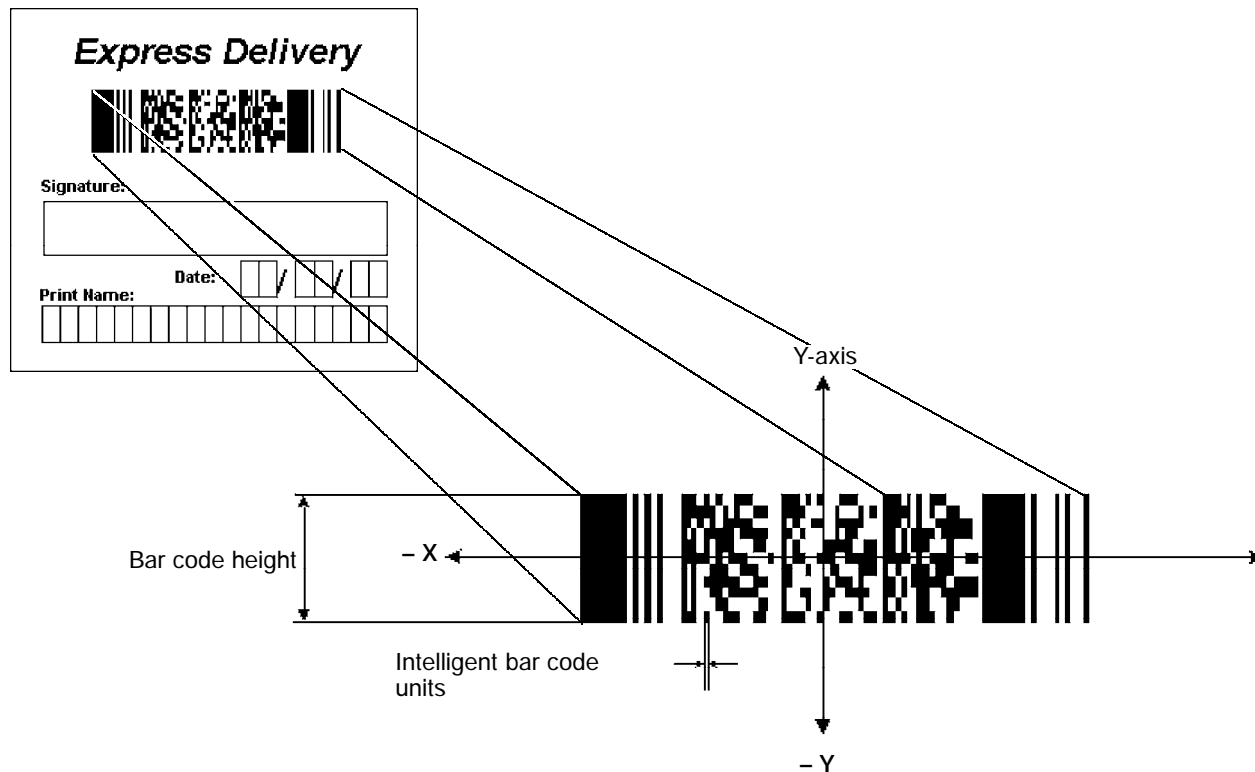 Express Delivery
Signature:
Date: / /
Print Name:
Y-axis
Bar code height
– X
Intelligent bar code
units
– Y